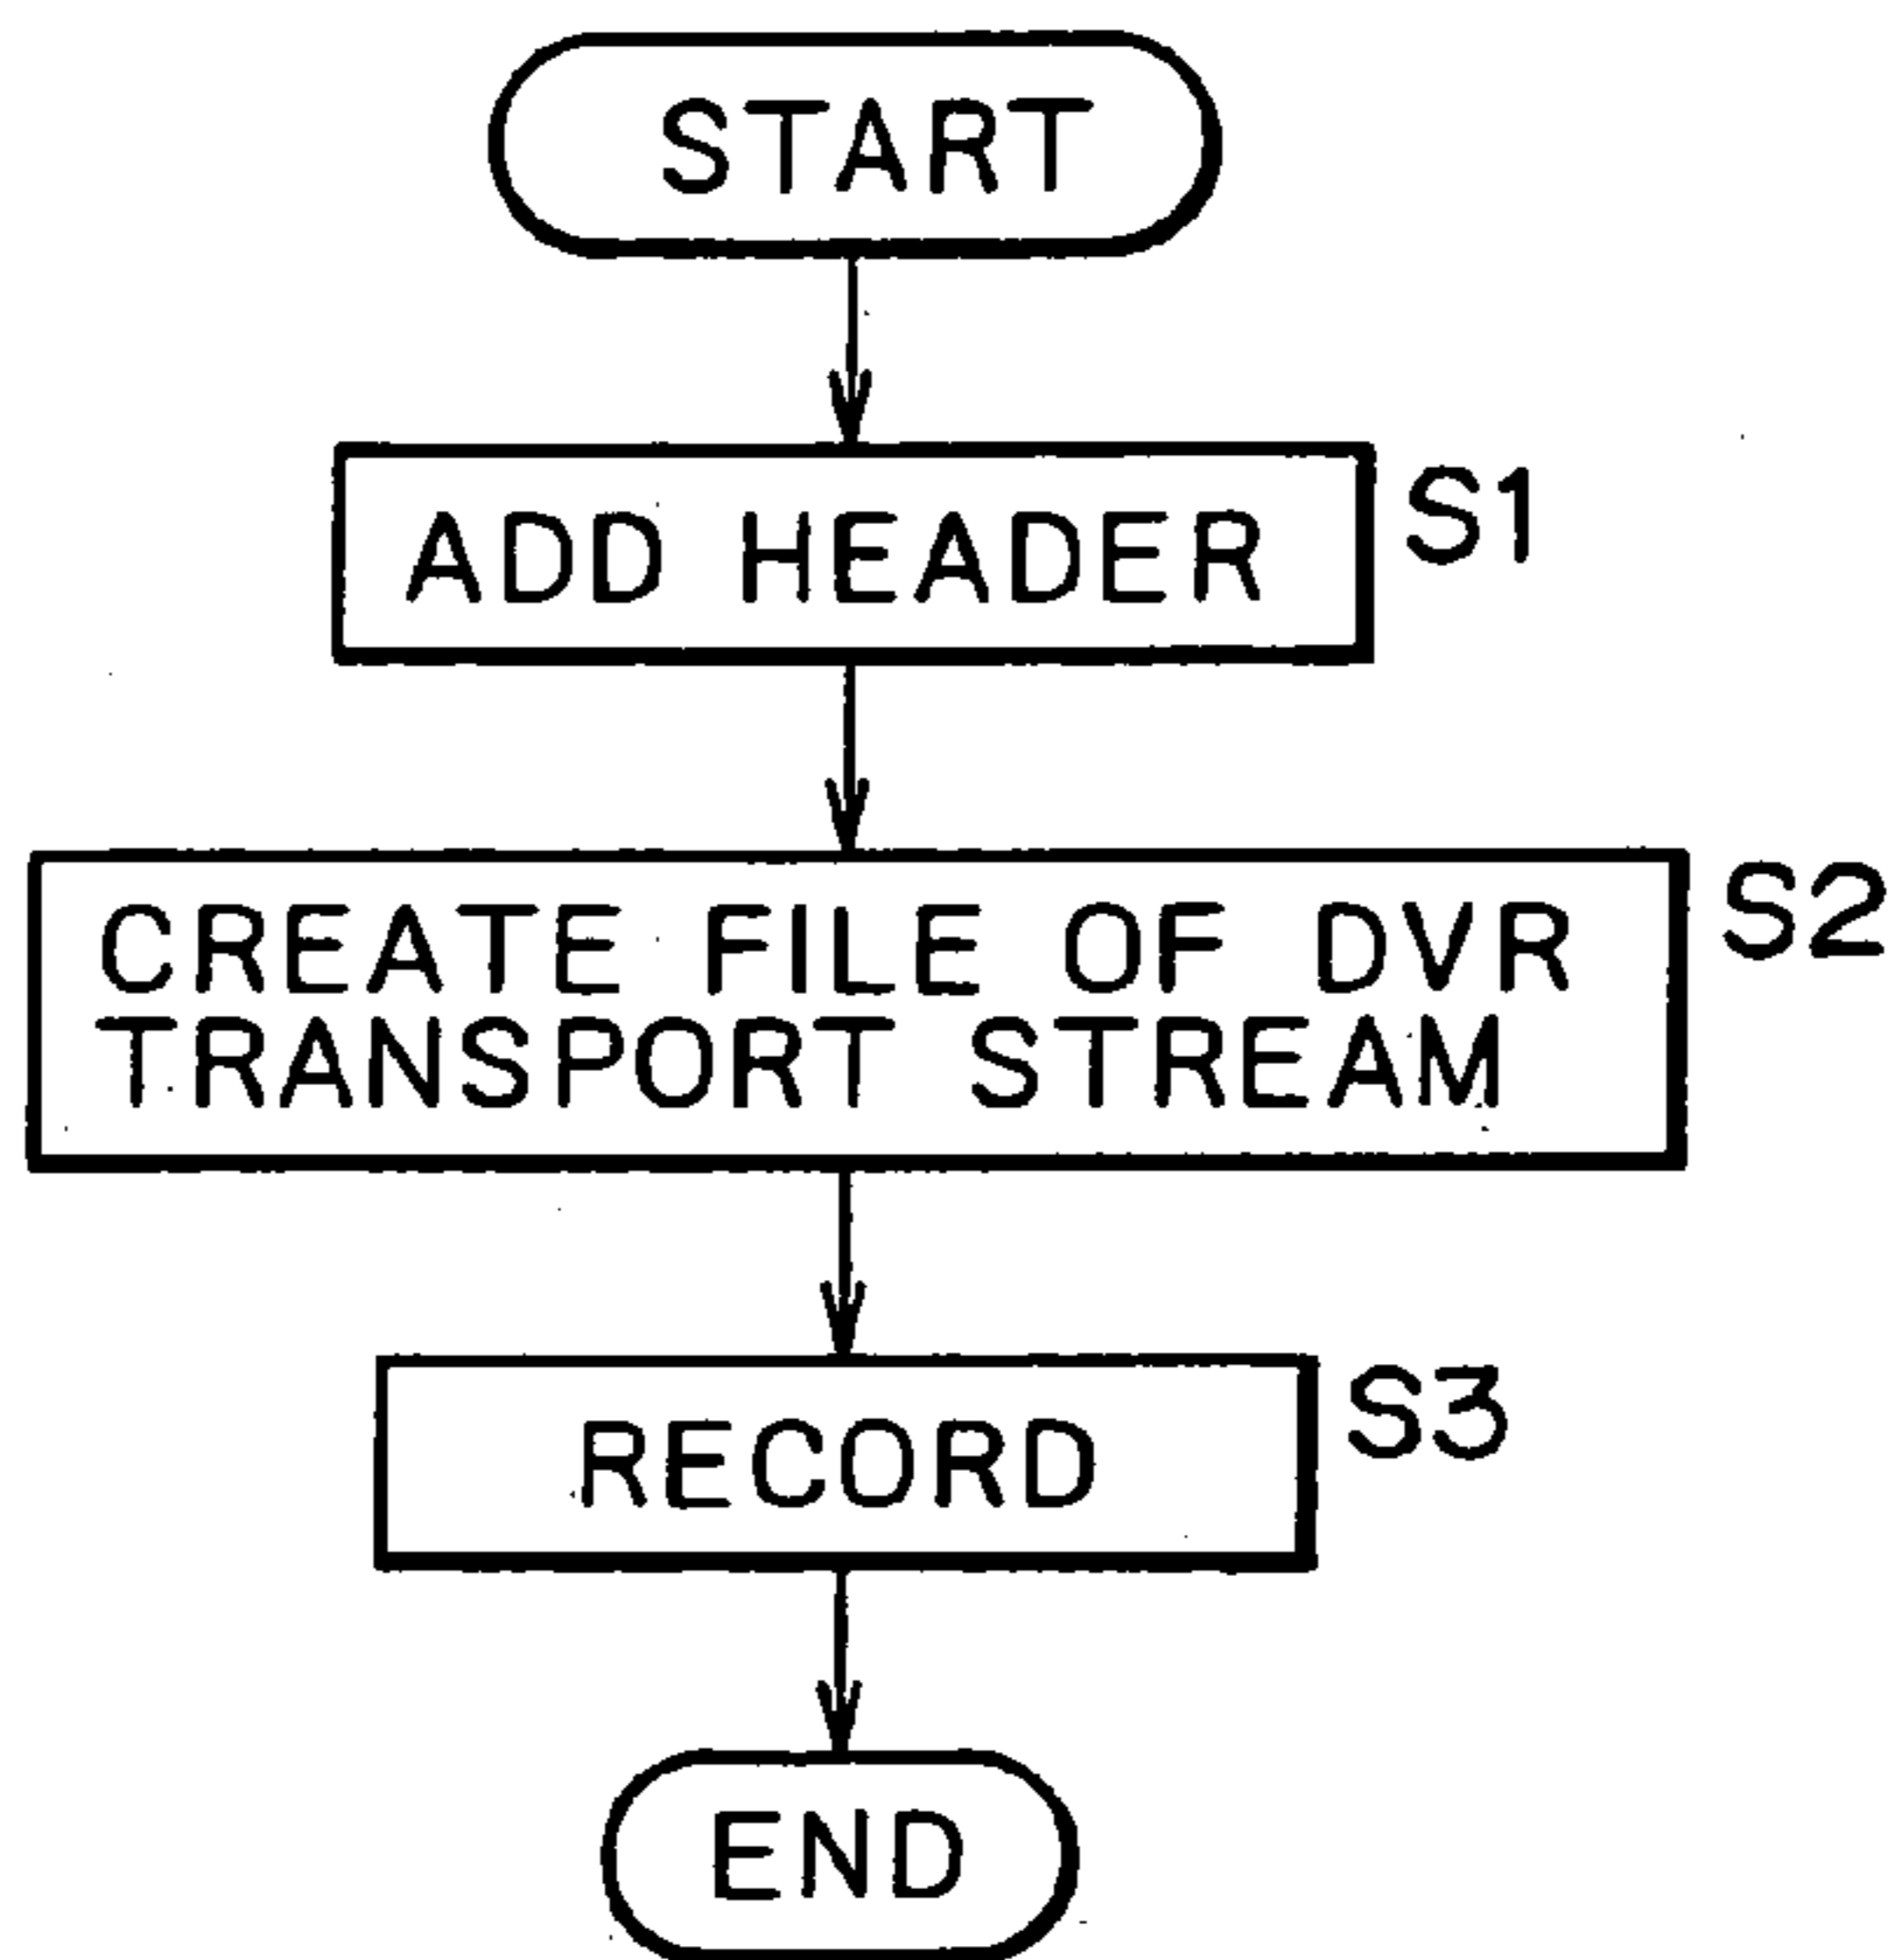 START
ADD HEADER
S1
CREATE FILE OF DVR
TRANSPORT STREAM
S2
RECORD
S3
END